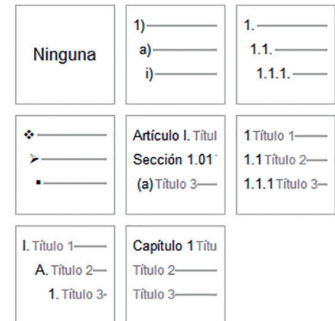 Ninguna
1)
a)
i)
1.
1.1.
1.1.1.
Artículo I. Títul
Sección 1.01
(a) Título 3
1 Título 1
1.1 Título 2
1.1.1 Título 3
I. Título 1
A. Título 2
1. Título 3
Capítulo 1 Títu
Título 2
Título 3